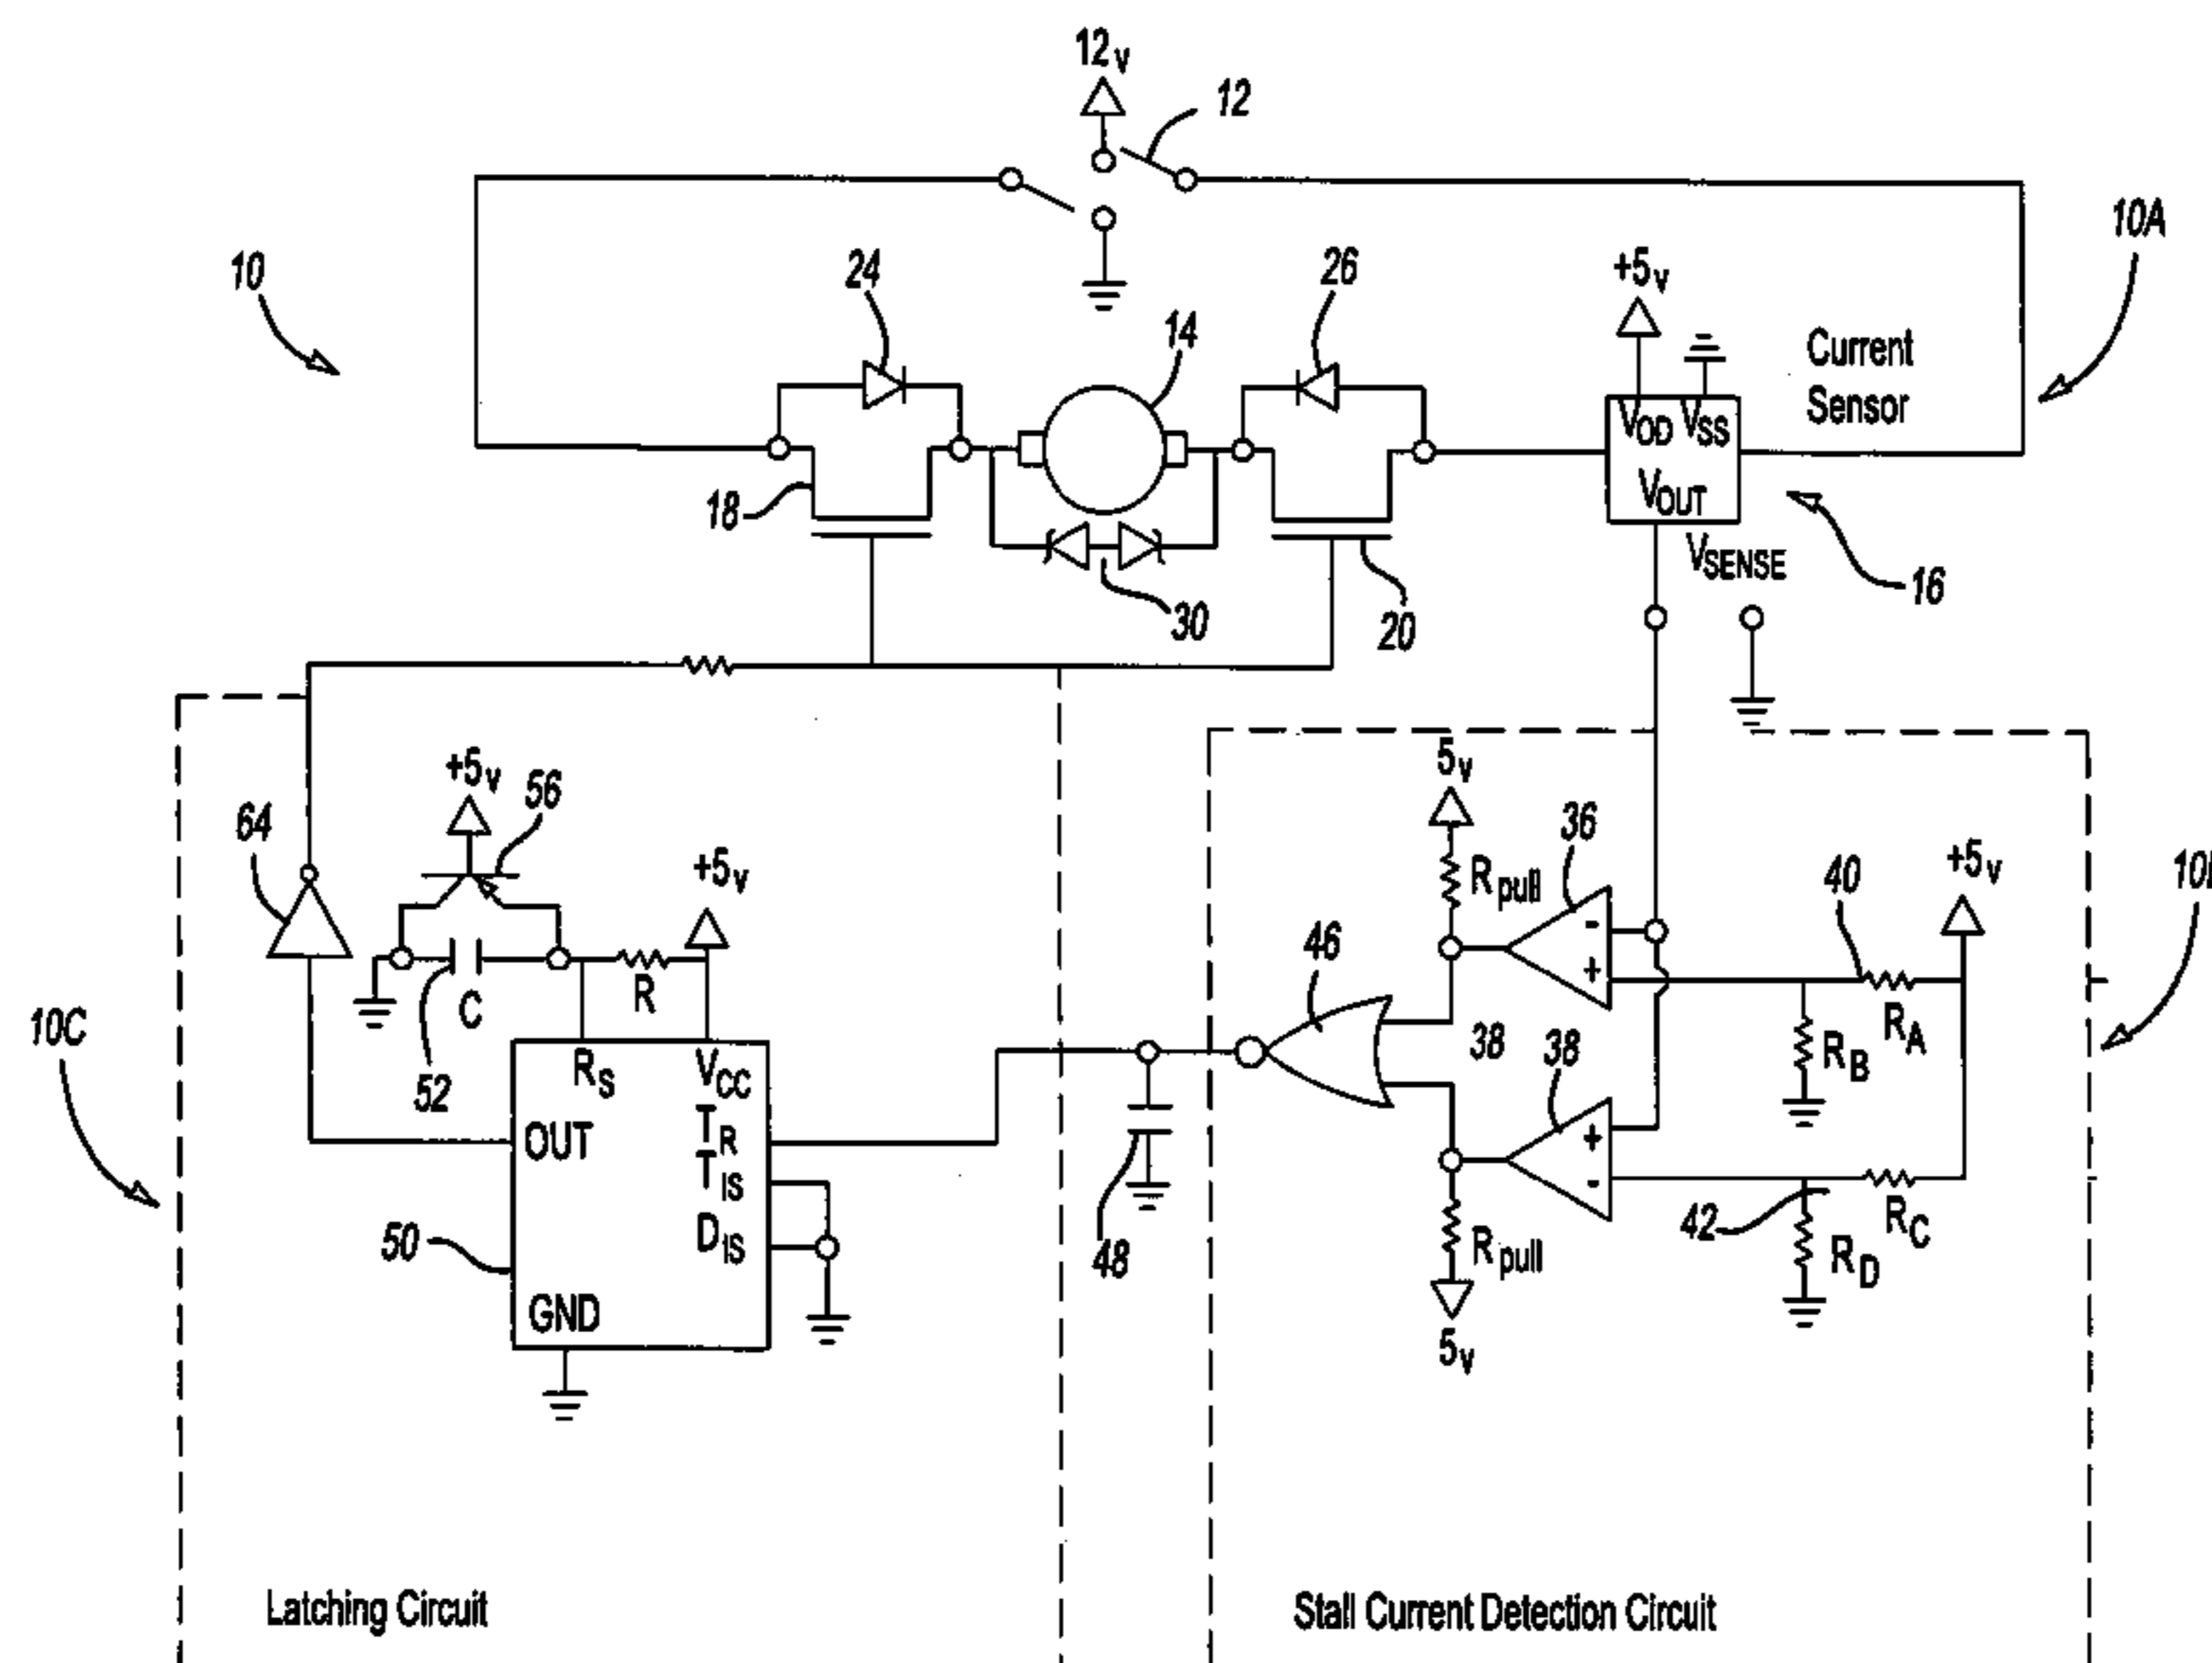 12v
12
10A
10
24
26
+5v
14
Current
Sensor
VOD VSS
VOUT
18
VSENSE
16
30
20
5v
+5v
56
64
+5v
36
Rpull
40
+5v
46
-
+
RA
R
C
38
38
RB
10C
52
RS
VCC
OUT
TR
TIS
+
-
48
42
RC
50
DIS
Rpull
RD
GND
5v
Latching Circuit
Stall Current Detection Circuit